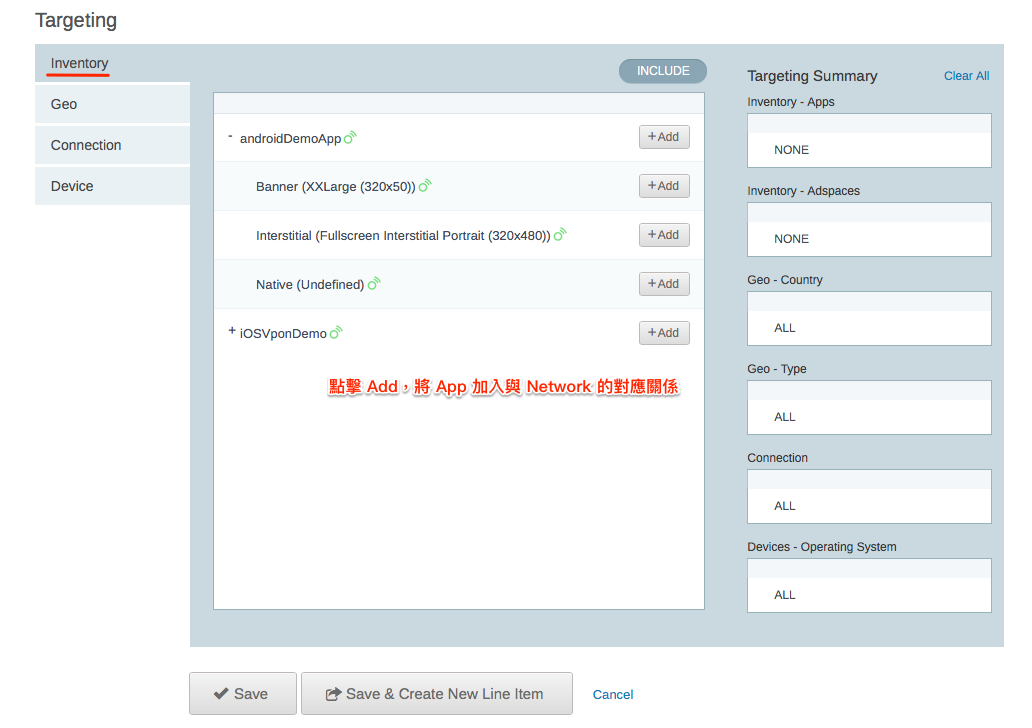 Targeting
Inventory
Geo
Connection
Device
INCLUDE
- androidDemoApp
+Add
Banner (XXLarge (320x50))
+Add
Interstitial (Fullscreen Interstitial Portrait (320x480))
+Add
Native (Undefined)
+Add
+ iOSVponDemo
+Add
點擊 Add，將 App 加入與 Network 的對應關係
Targeting Summary
Clear All
Inventory - Apps
NONE
Inventory - Adspaces
NONE
Geo - Country
ALL
Geo - Type
ALL
Connection
ALL
Devices - Operating System
ALL
Save
Save & Create New Line Item
Cancel